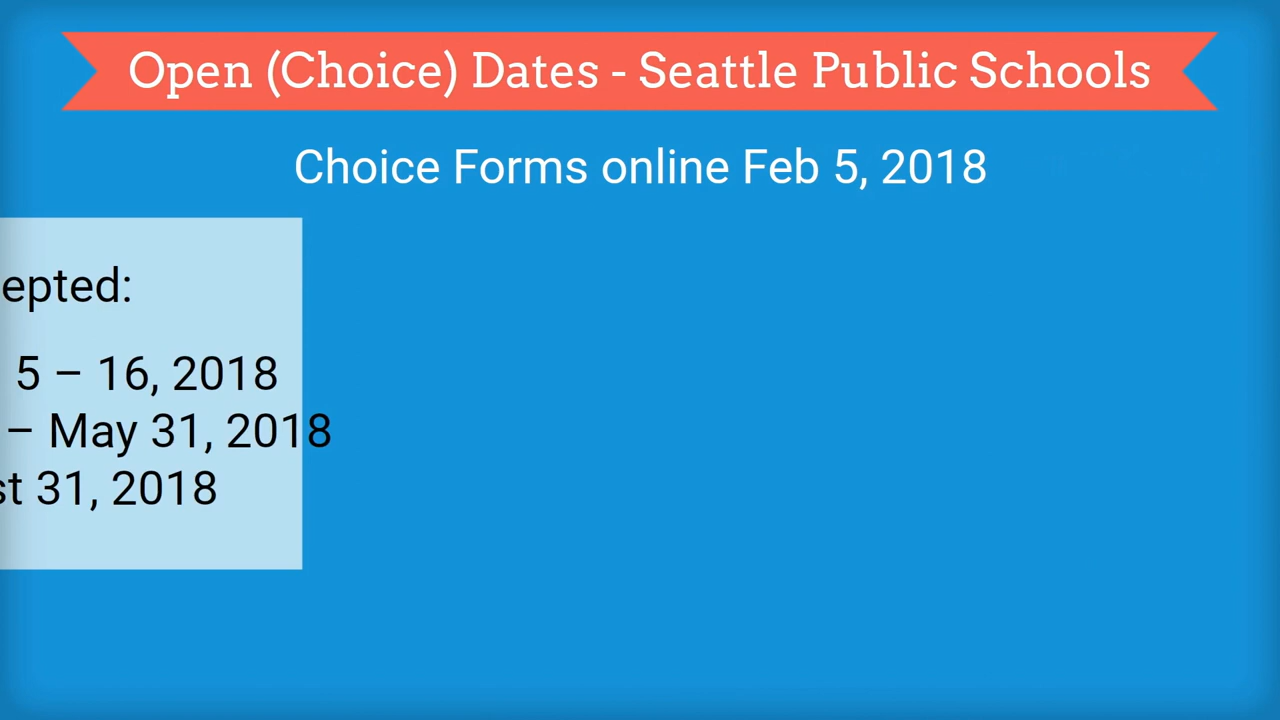 Open (Choice) Dates - Seattle Public Schools
Choice Forms online Feb 5, 2018
epted:
5 – 16, 2018
– May 31, 2018
st 31, 2018